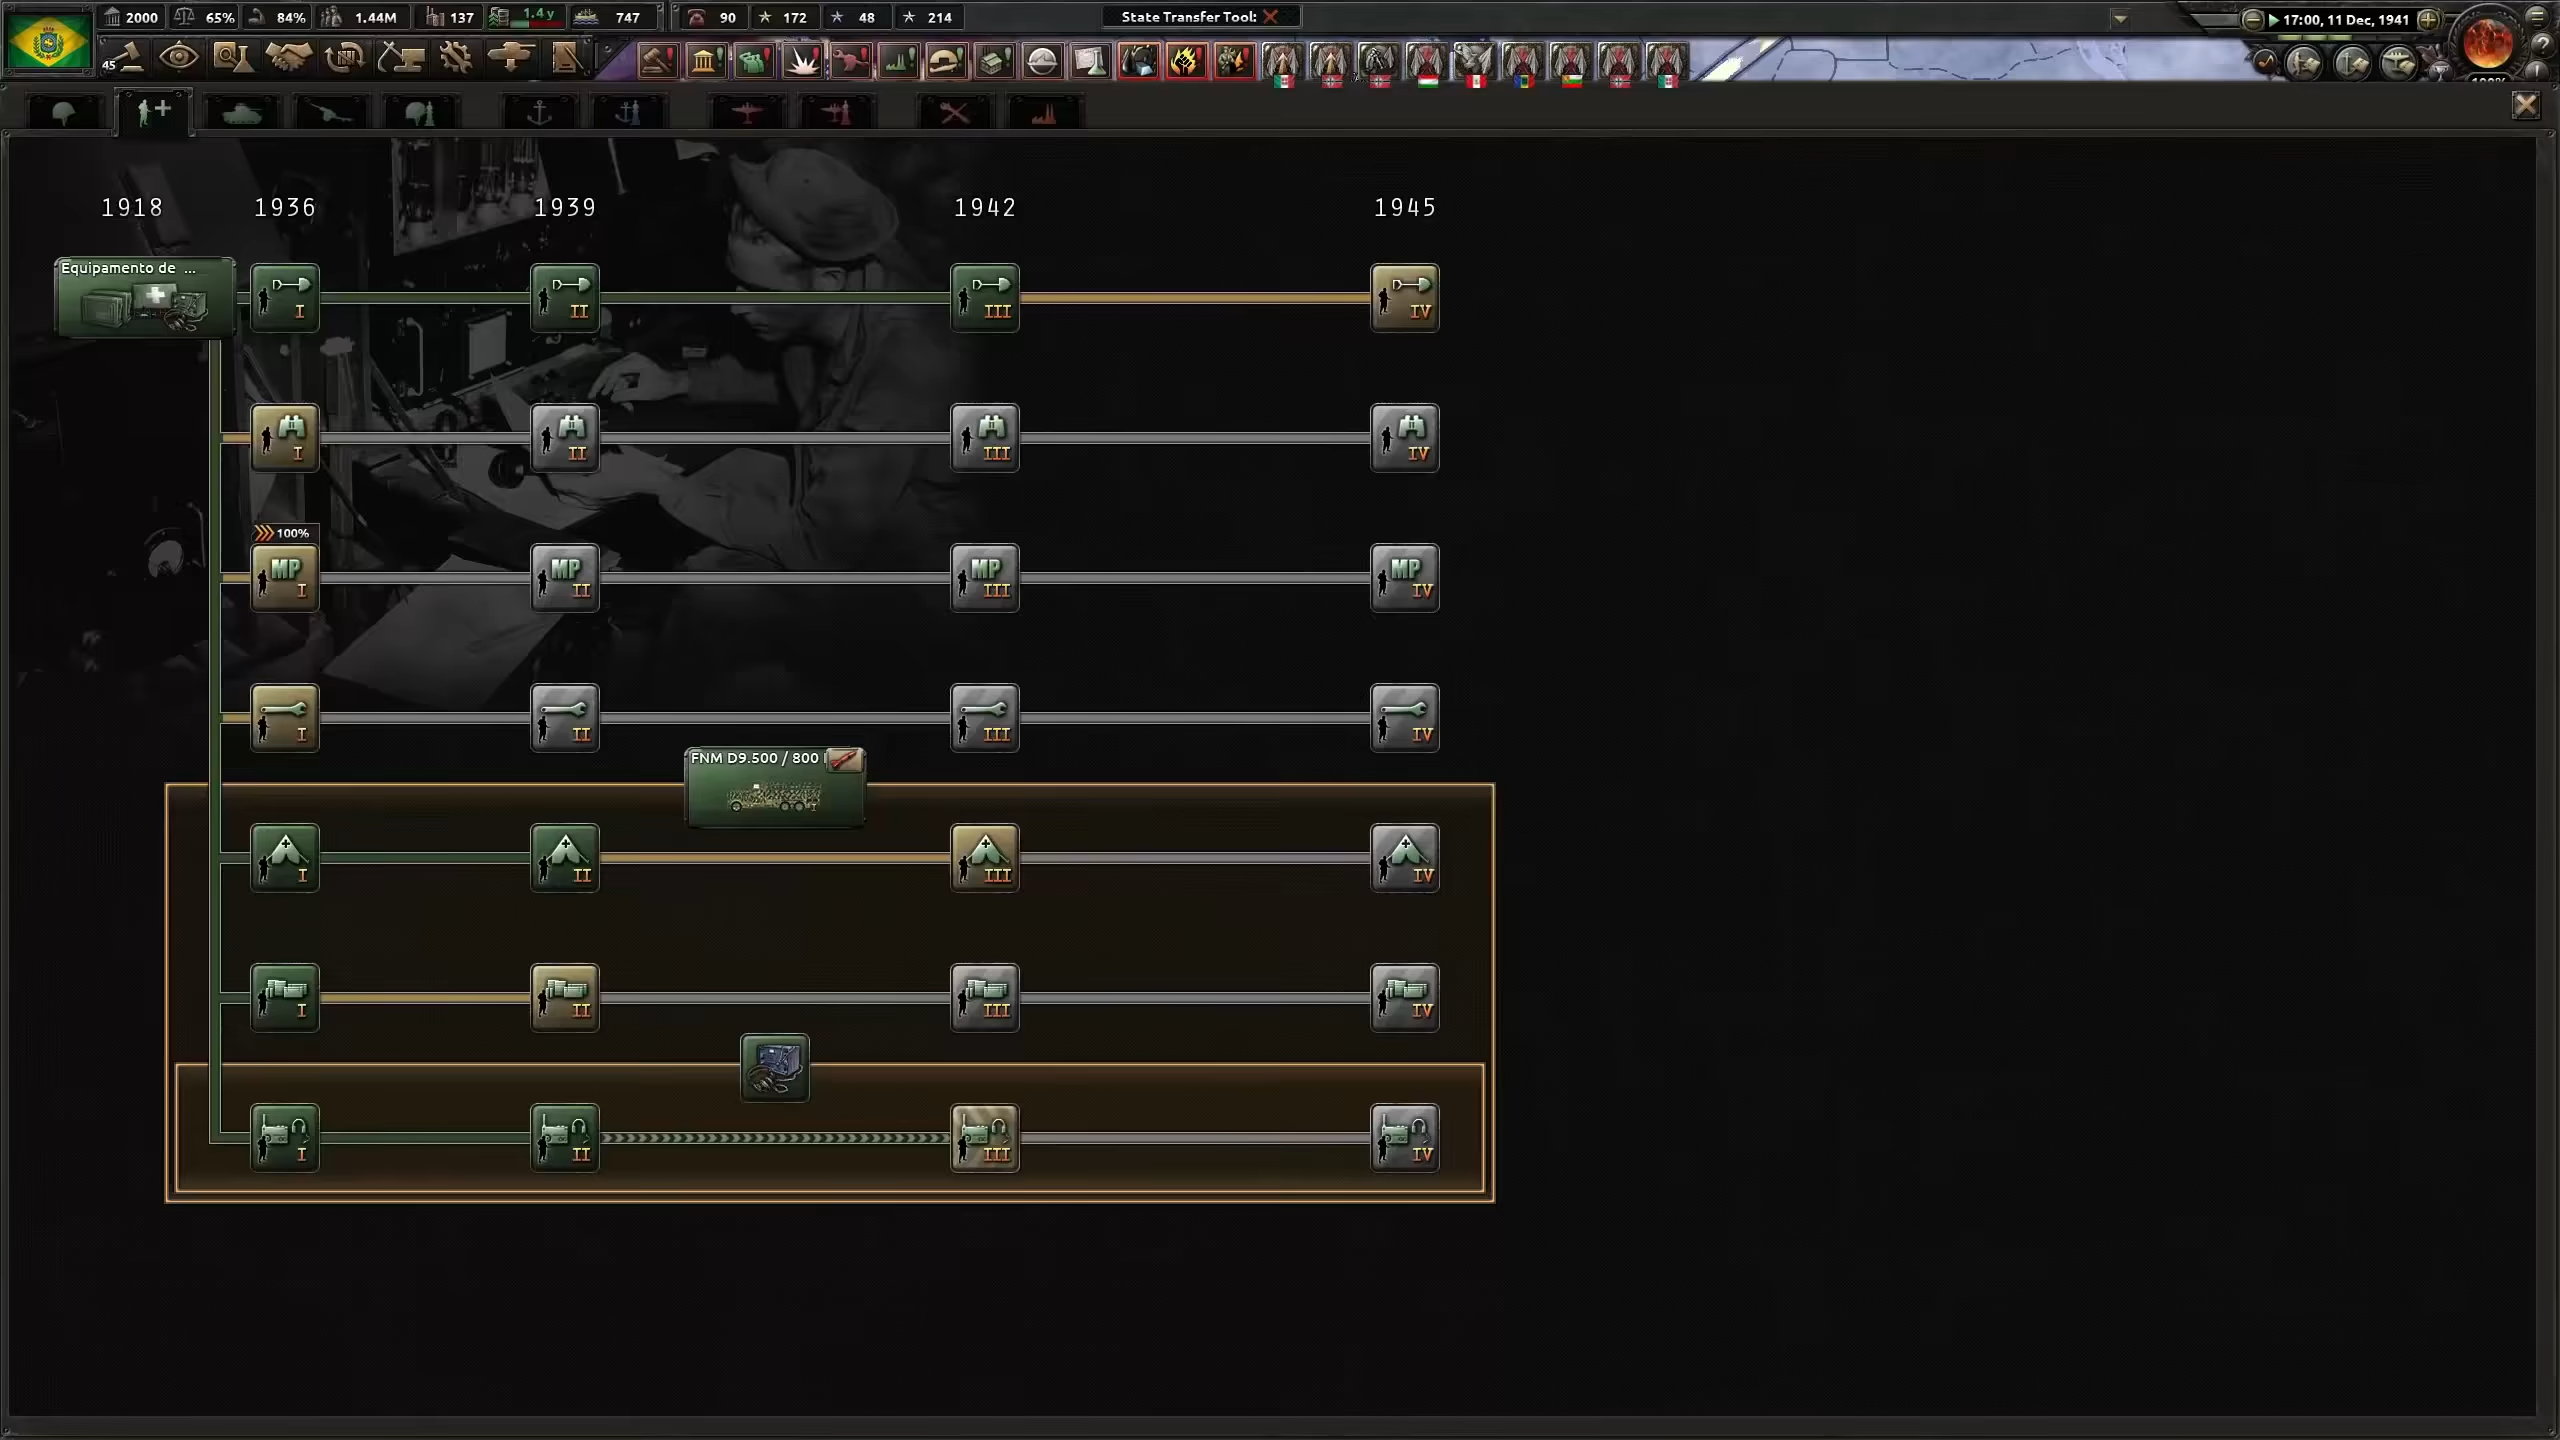 2000 65% 84% 1.44M 137 1.4 y 747 90 172 48 214 State Transfer Tool: 17:00, 11 Dec, 1941
45
1918 1936 1939 1942 1945
Equipamento de ...
I II III IV
I II III IV
100%
MP I MP II MP III MP IV
I II III IV
FNM D9.500 / 800
I II III IV
I II III IV
I II III IV